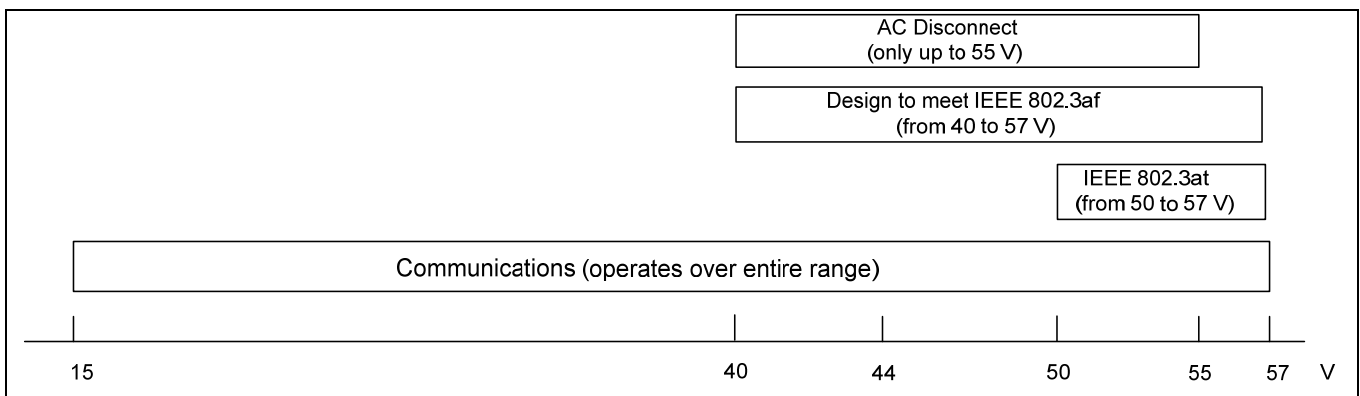 AC Disconnect
(only up to 55 V)
Design to meet IEEE 802.3af
(from 40 to 57 V)
IEEE 802.3at
(from 50 to 57 V)
Communications (operates over entire range)
15 40 44 50 55 57 V